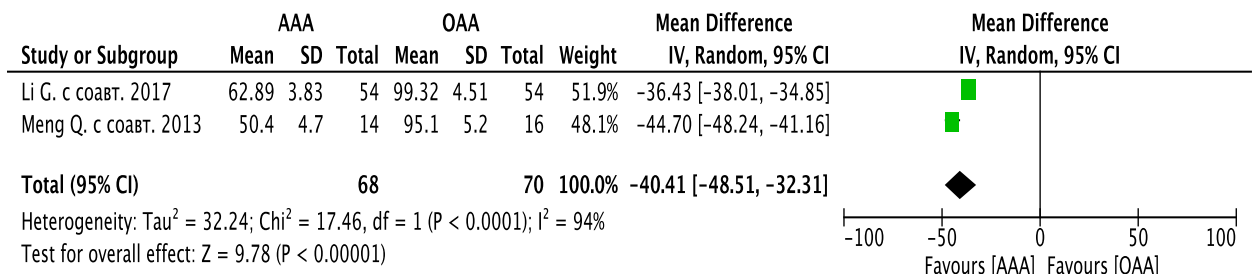 AAA OAA Mean Difference Mean Difference
Study or Subgroup Mean SD Total Mean SD Total Weight IV, Random, 95% CI IV, Random, 95% CI
Li G. с соавт. 2017 62.89 3.83 54 99.32 4.51 54 51.9% −36.43 [−38.01, −34.85]
Meng Q. с соавт. 2013 50.4 4.7 14 95.1 5.2 16 48.1% −44.70 [−48.24, −41.16]
Total (95% CI) 68 70 100.0% −40.41 [−48.51, −32.31]
Heterogeneity: Tau² = 32.24; Chi² = 17.46, df = 1 (P < 0.0001); I² = 94%
Test for overall effect: Z = 9.78 (P < 0.00001)
−100 −50 0 50 100
Favours [AAA] Favours [OAA]